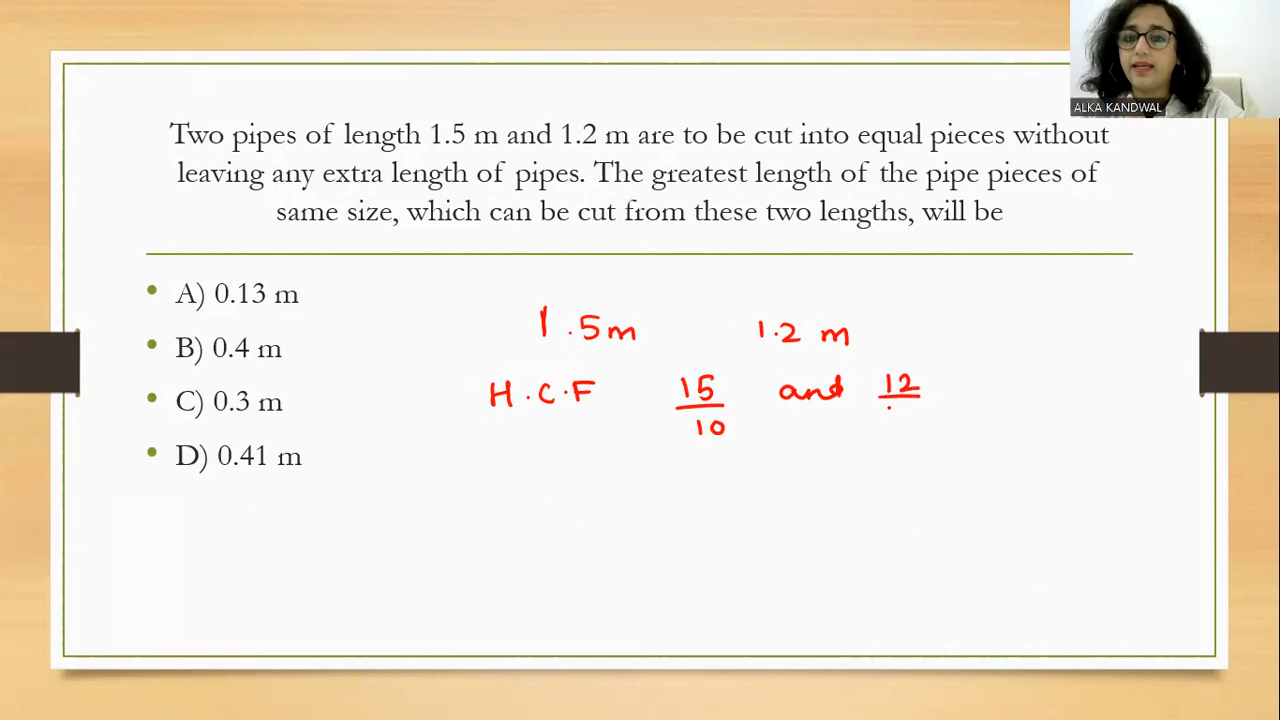 ALKA KANDWAL
Two pipes of length 1.5 m and 1.2 m are to be cut into equal pieces without
leaving any extra length of pipes. The greatest length of the pipe pieces of
same size, which can be cut from these two lengths, will be
• A) 0.13 m
• B) 0.4 m
• C) 0.3 m
• D) 0.41 m
1.5m 1.2 m
H.C.F 15/10 and 12/